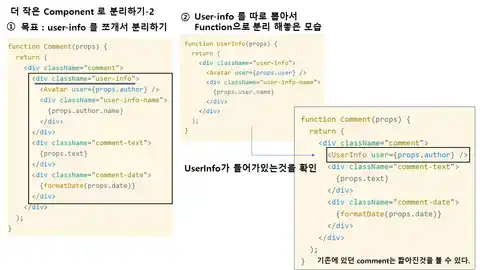 더 작은 Component 로 분리하기-2
① 목표 : user-info 를 쪼개서 분리하기
function Comment(props) {
return (
<div className="comment">
<div className="user-info">
<Avatar user={props.author} />
<div className="user-info-name">
{props.author.name}
</div>
</div>
<div className="comment-text">
{props.text}
</div>
<div className="comment-date">
{formatDate(props.date)}
</div>
</div>
);
}
② User-info 를 따로 뽑아서
Function으로 분리 해놓은 모습
function UserInfo(props) {
return (
<div className="user-info">
<Avatar user={props.user} />
<div className="user-info-name">
{props.user.name}
</div>
</div>
);
}
UserInfo가 들어가있는것을 확인
function Comment(props) {
return (
<div className="comment">
<UserInfo user={props.author} />
<div className="comment-text">
{props.text}
</div>
<div className="comment-date">
{formatDate(props.date)}
</div>
</div>
);
}
기존에 있던 comment는 짧아진것을 볼 수 있다.